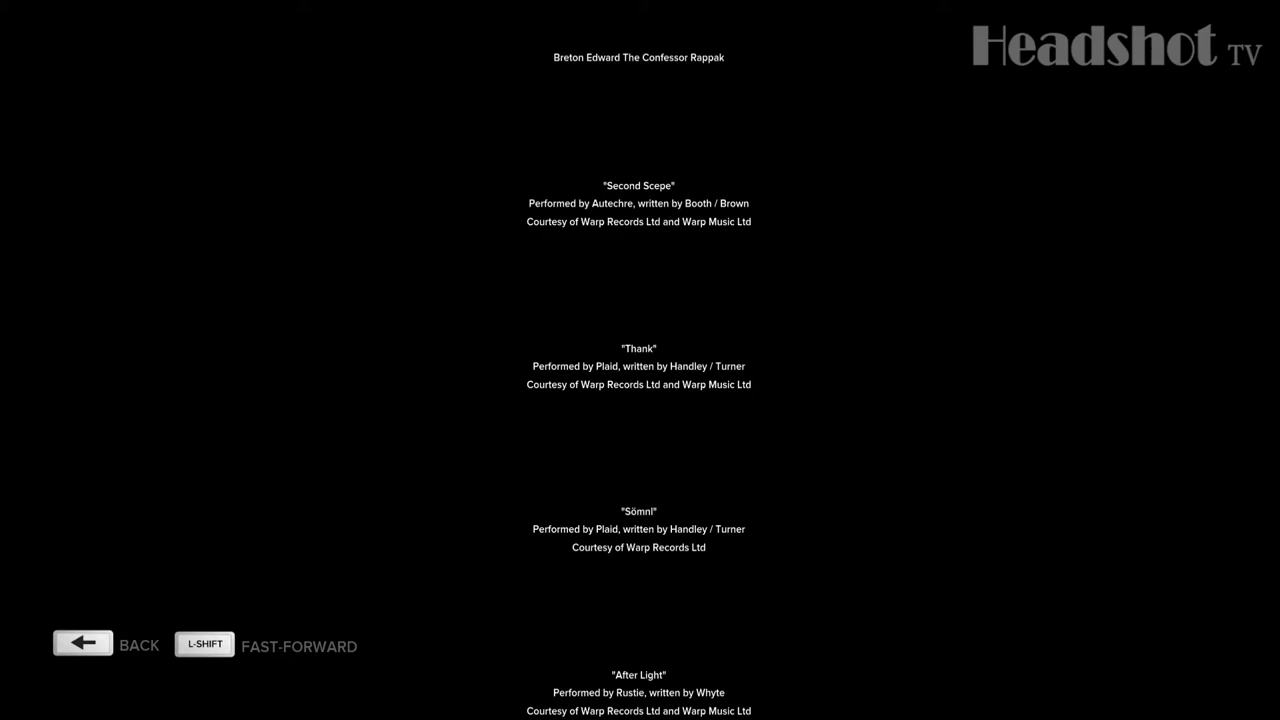 Headshot TV
Breton Edward The Confessor Rappak
"Second Scepe"
Performed by Autechre, written by Booth / Brown
Courtesy of Warp Records Ltd and Warp Music Ltd
"Thank"
Performed by Plaid, written by Handley / Turner
Courtesy of Warp Records Ltd and Warp Music Ltd
"Sömnl"
Performed by Plaid, written by Handley / Turner
Courtesy of Warp Records Ltd
BACK L-SHIFT FAST-FORWARD
"After Light"
Performed by Rustie, written by Whyte
Courtesy of Warp Records Ltd and Warp Music Ltd